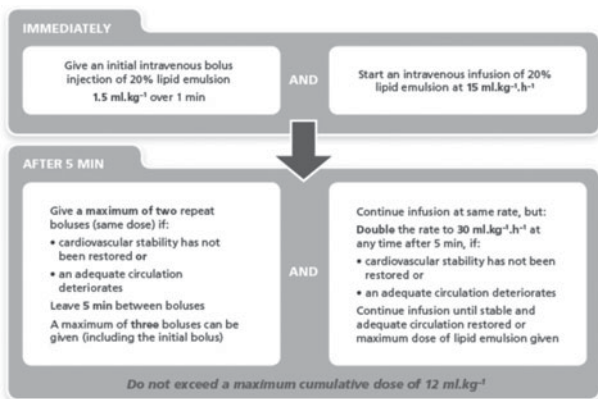 IMMEDIATELY
Give an initial intravenous bolus
injection of 20% lipid emulsion
1.5 ml.kg⁻¹ over 1 min
AND
Start an intravenous infusion of 20%
lipid emulsion at 15 ml.kg⁻¹.h⁻¹
AFTER 5 MIN
Give a maximum of two repeat
boluses (same dose) if:
• cardiovascular stability has not
been restored or
• an adequate circulation
deteriorates
Leave 5 min between boluses
A maximum of three boluses can be
given (including the initial bolus)
AND
Continue infusion at same rate, but:
Double the rate to 30 ml.kg⁻¹.h⁻¹ at
any time after 5 min, if:
• cardiovascular stability has not been
restored or
• an adequate circulation deteriorates
Continue infusion until stable and
adequate circulation restored or
maximum dose of lipid emulsion given
Do not exceed a maximum cumulative dose of 12 ml.kg⁻¹